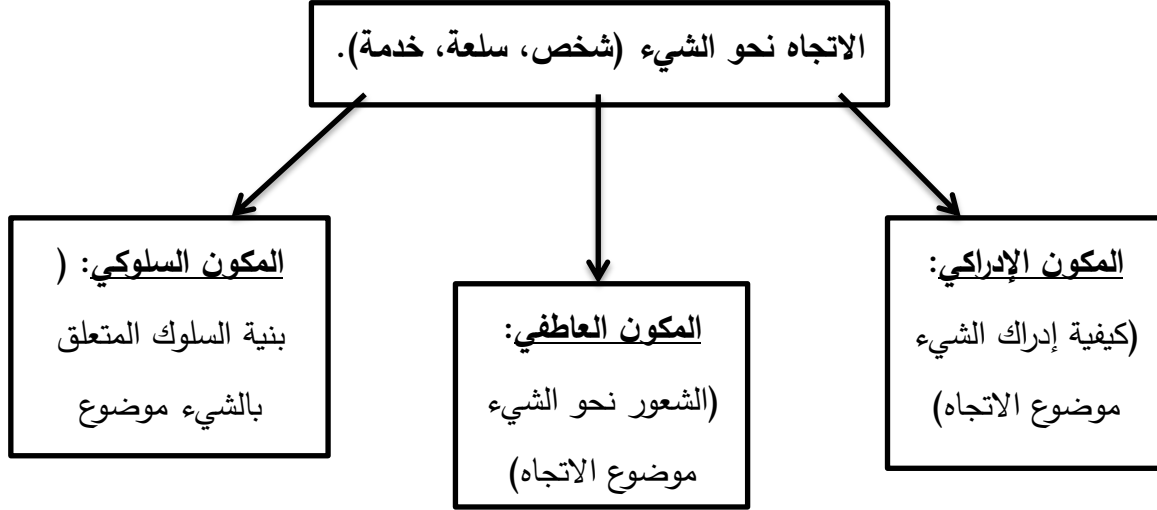 الاتجاه نحو الشيء (شخص، سلعة، خدمة).
المكون الإدراكي:
(كيفية إدراك الشيء
موضوع الاتجاه)
المكون العاطفي:
(الشعور نحو الشيء
موضوع الاتجاه)
المكون السلوكي: (
بنية السلوك المتعلق
بالشيء موضوع